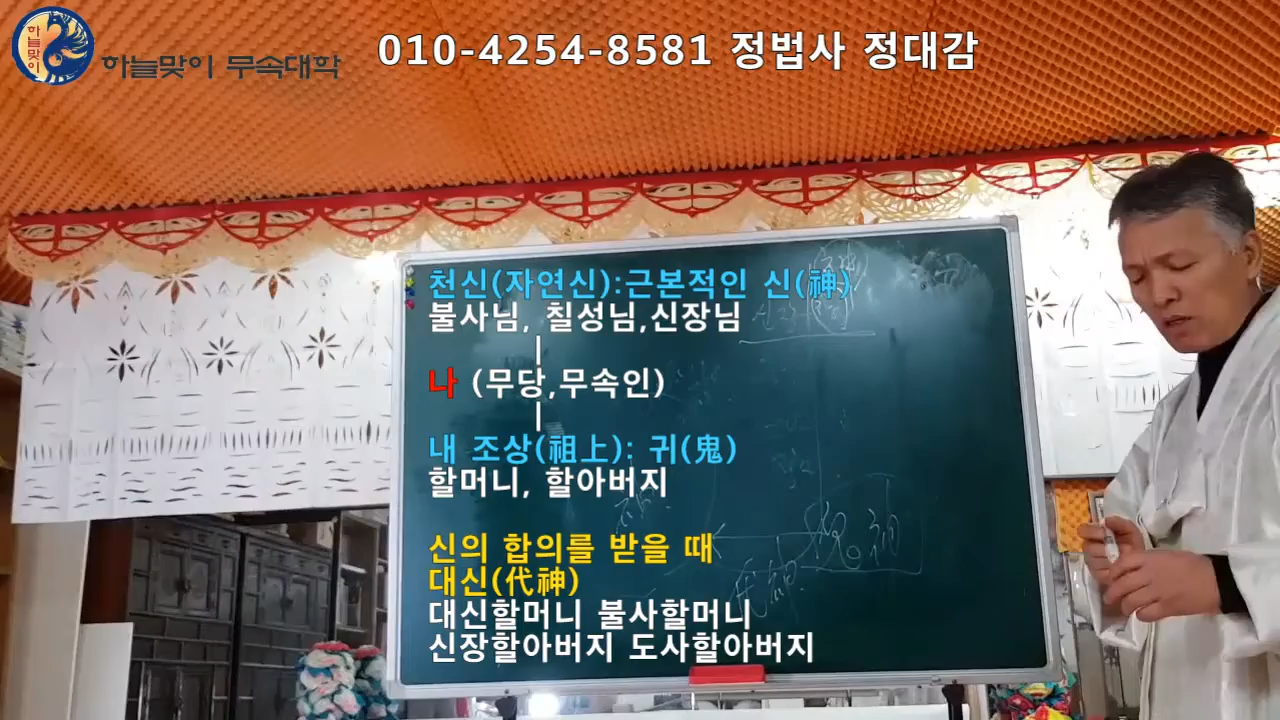 하늘맞이
하늘맞이 무속대학
010-4254-8581 정법사 정대감
천신(자연신):근본적인 신(神)
불사님, 칠성님,신장님
|
나 (무당,무속인)
|
내 조상(祖上): 귀(鬼)
할머니, 할아버지
신의 합의를 받을 때
대신(代神)
대신할머니 불사할머니
신장할아버지 도사할아버지